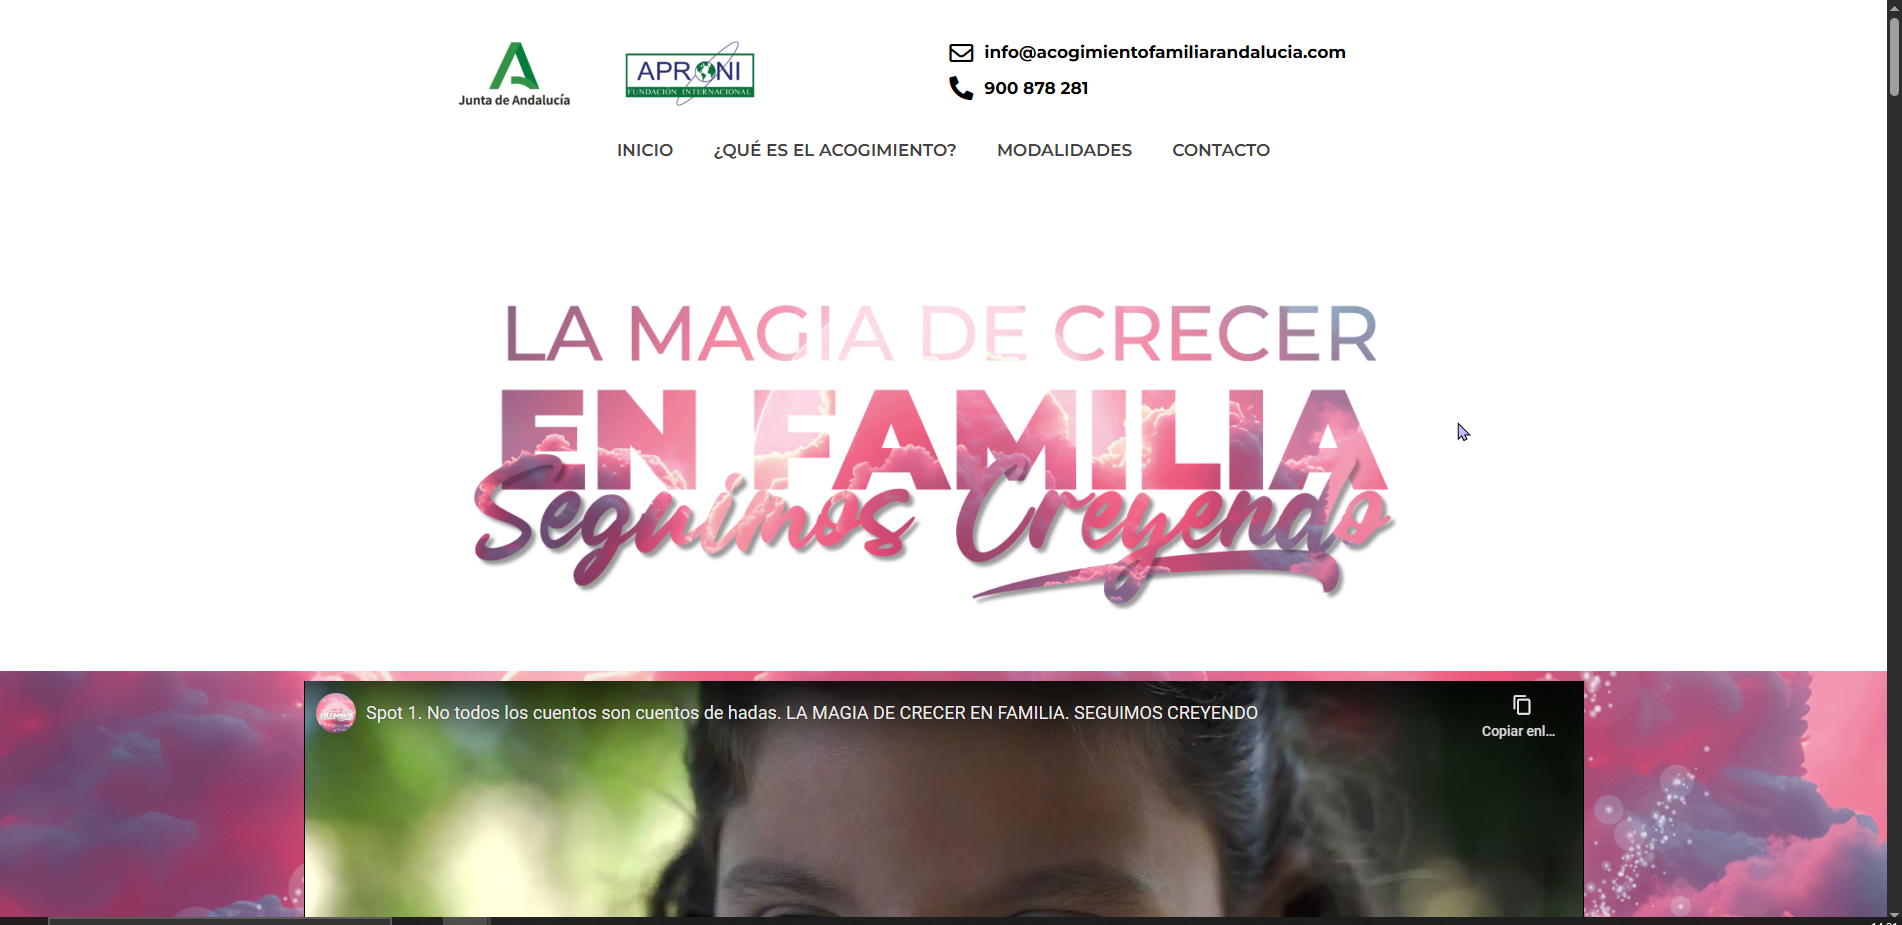 Junta de Andalucía
APRONI
FUNDACIÓN INTERNACIONAL
info@acogimientofamiliarandalucia.com
900 878 281
INICIO
¿QUÉ ES EL ACOGIMIENTO?
MODALIDADES
CONTACTO
LA MAGIA DE CRECER
EN FAMILIA
Seguimos Creyendo
Spot 1. No todos los cuentos son cuentos de hadas. LA MAGIA DE CRECER EN FAMILIA. SEGUIMOS CREYENDO
Copiar enl...